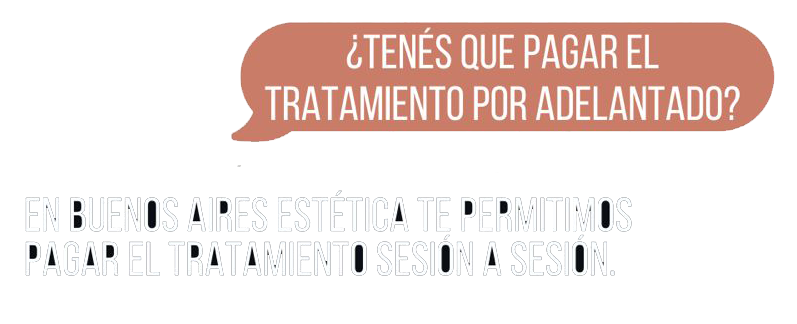 ¿TENÉS QUE PAGAR EL
TRATAMIENTO POR ADELANTADO?
EN BUENOS AIRES ESTÉTICA TE PERMITIMOS
PAGAR EL TRATAMIENTO SESIÓN A SESIÓN.